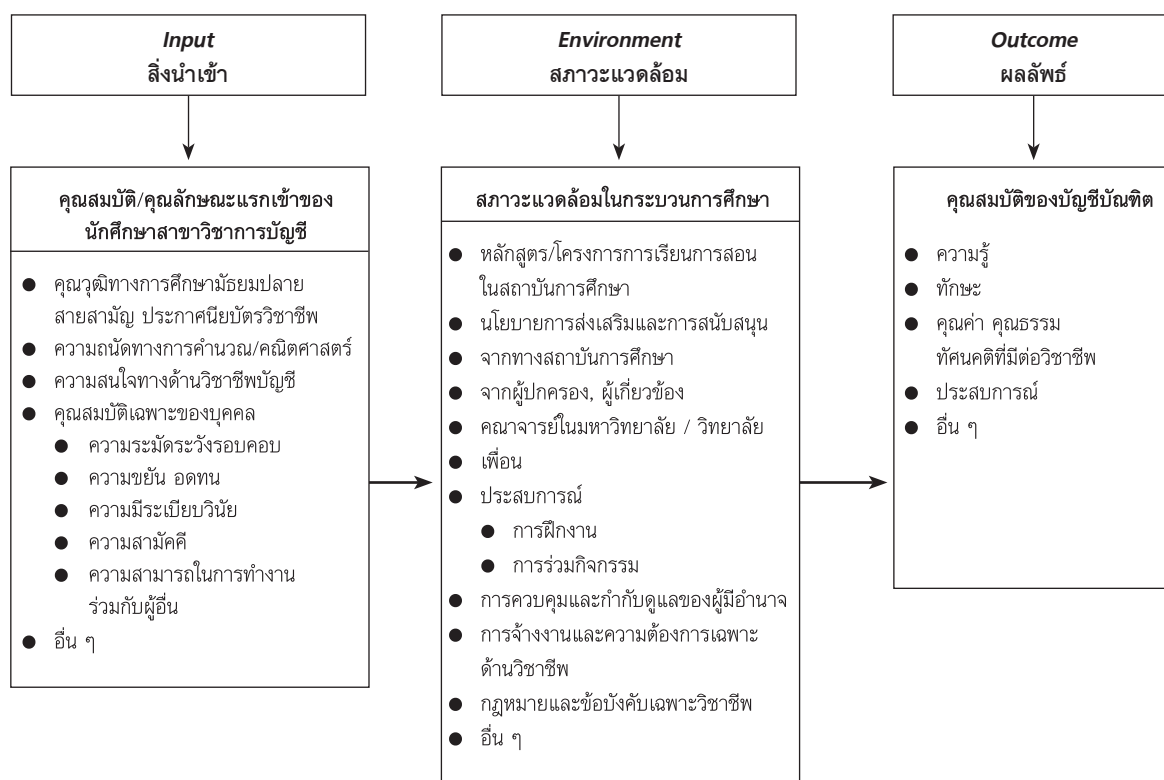 Input
สิ่งนำเข้า
คุณสมบัติ/คุณลักษณะแรกเข้าของ
นักศึกษาสาขาวิชาการบัญชี
● คุณวุฒิทางการศึกษามัธยมปลาย
สายสามัญ ประกาศนียบัตรวิชาชีพ
● ความถนัดทางการคำนวณ/คณิตศาสตร์
● ความสนใจทางด้านวิชาชีพบัญชี
● คุณสมบัติเฉพาะของบุคคล
● ความระมัดระวังรอบคอบ
● ความขยัน อดทน
● ความมีระเบียบวินัย
● ความสามัคคี
● ความสามารถในการทำงาน
ร่วมกับผู้อื่น
● อื่น ๆ
Environment
สภาวะแวดล้อม
สภาวะแวดล้อมในกระบวนการศึกษา
● หลักสูตร/โครงการการเรียนการสอน
ในสถาบันการศึกษา
● นโยบายการส่งเสริมและการสนับสนุน
● จากทางสถาบันการศึกษา
● จากผู้ปกครอง, ผู้เกี่ยวข้อง
● คณาจารย์ในมหาวิทยาลัย / วิทยาลัย
● เพื่อน
● ประสบการณ์
● การฝึกงาน
● การร่วมกิจกรรม
● การควบคุมและกำกับดูแลของผู้มีอำนาจ
● การจ้างงานและความต้องการเฉพาะ
ด้านวิชาชีพ
● กฎหมายและข้อบังคับเฉพาะวิชาชีพ
● อื่น ๆ
Outcome
ผลลัพธ์
คุณสมบัติของบัญชีบัณฑิต
● ความรู้
● ทักษะ
● คุณค่า คุณธรรม
ทัศนคติที่มีต่อวิชาชีพ
● ประสบการณ์
● อื่น ๆ